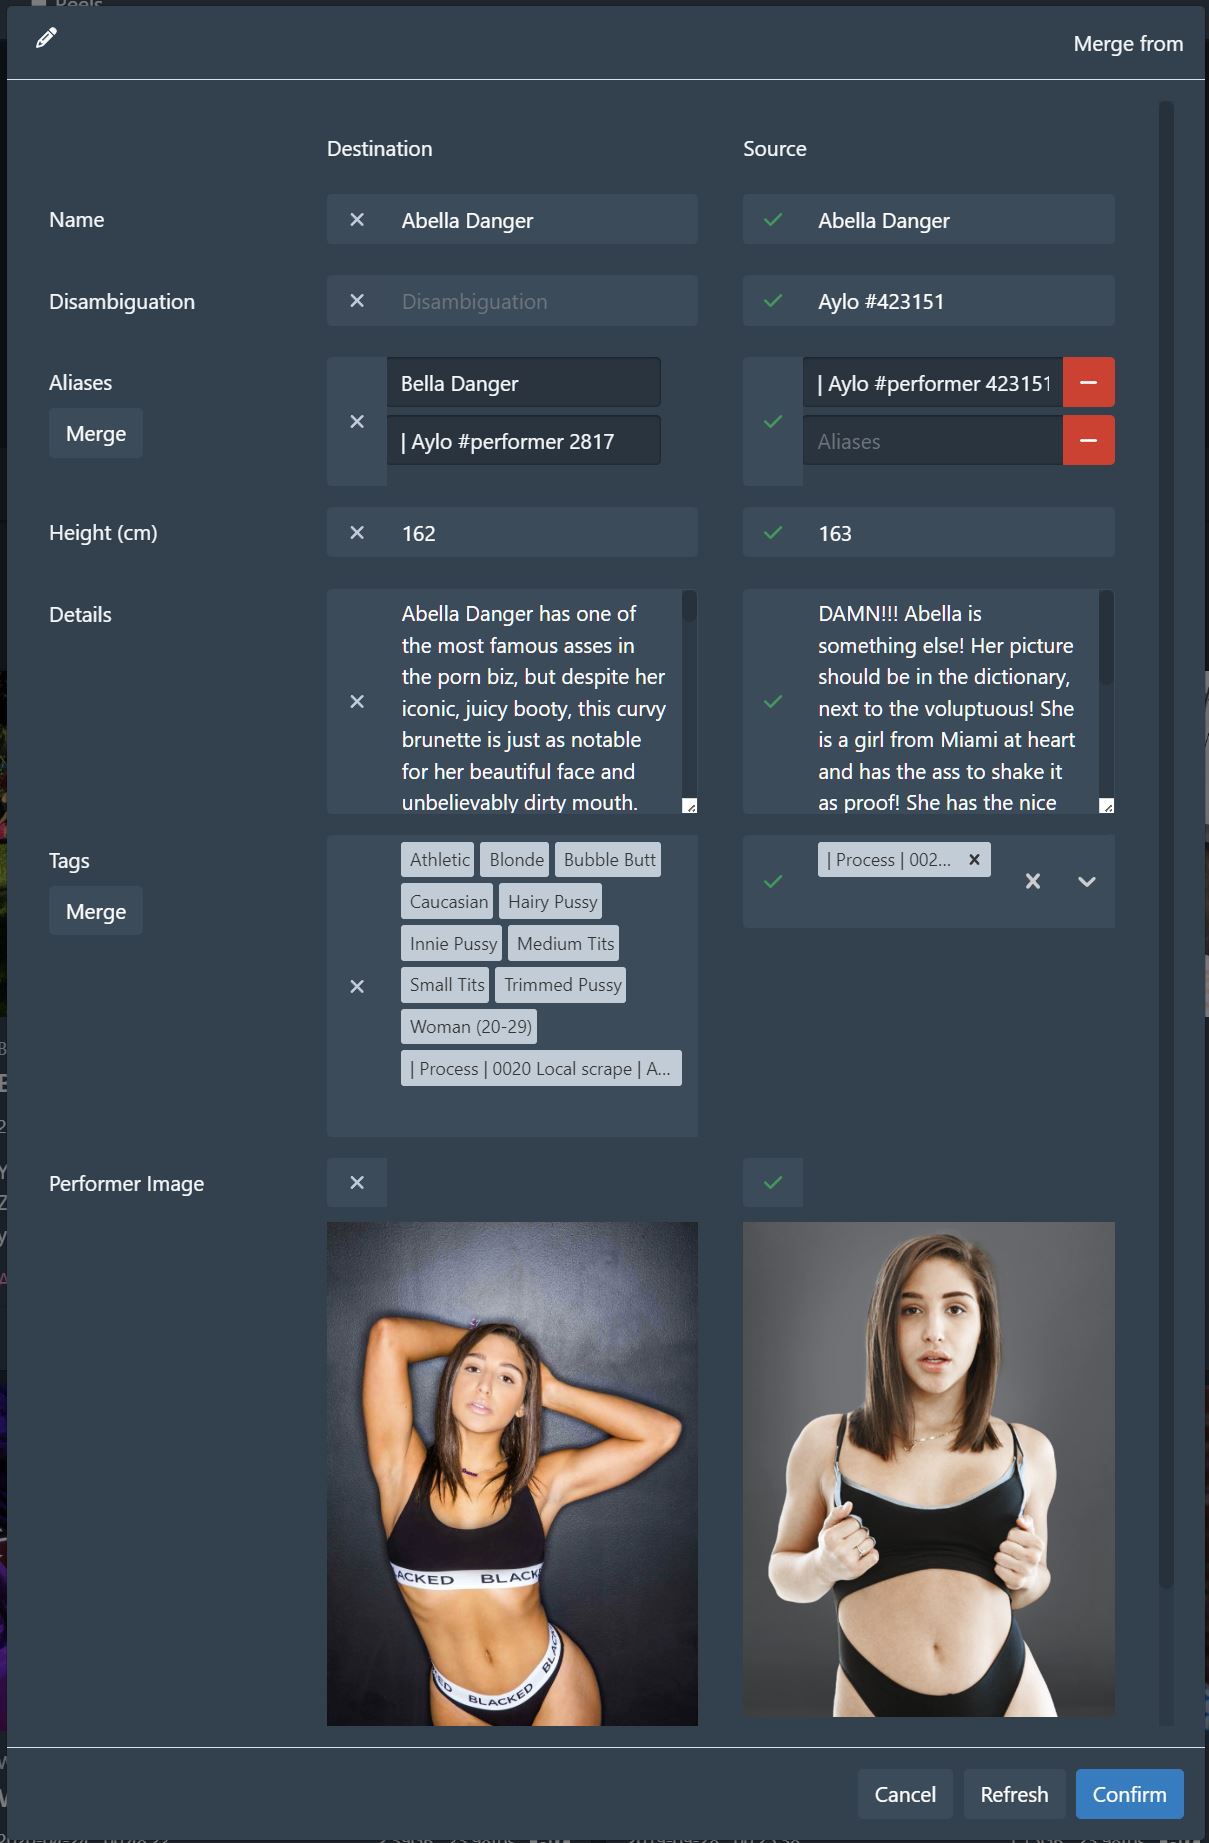 Reels
Merge from
Destination
Source
Name
Abella Danger
Abella Danger
Disambiguation
Disambiguation
Aylo #423151
Aliases
Merge
Bella Danger
| Aylo #performer 2817
| Aylo #performer 423151
Aliases
Height (cm)
162
163
Details
Abella Danger has one of
the most famous asses in
the porn biz, but despite her
iconic, juicy booty, this curvy
brunette is just as notable
for her beautiful face and
unbelievably dirty mouth.
DAMN!!! Abella is
something else! Her picture
should be in the dictionary,
next to the voluptuous! She
is a girl from Miami at heart
and has the ass to shake it
as proof! She has the nice
Tags
Merge
Athletic Blonde Bubble Butt
Caucasian Hairy Pussy
Innie Pussy Medium Tits
Small Tits Trimmed Pussy
Woman (20-29)
| Process | 0020 Local scrape | A...
| Process | 002...
Performer Image
ACKED BLACK
BLACKED BLA
Cancel
Refresh
Confirm